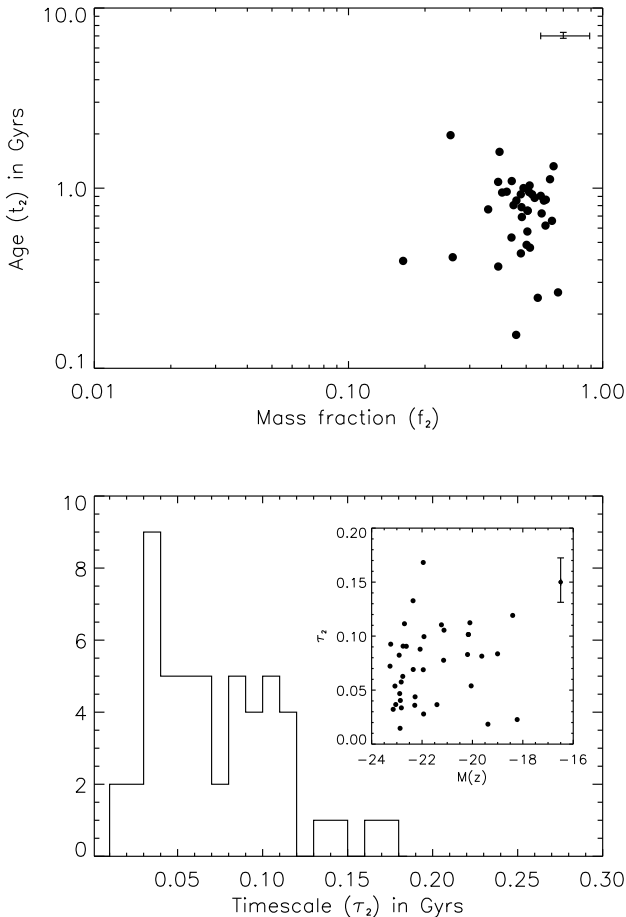 10.0
1.0
0.1
Age (t₂) in Gyrs
0.01 0.10 1.00
Mass fraction (f₂)
10
8
6
4
2
0
0.20
0.15
0.10
0.05
0.00
τ₂
−24 −22 −20 −18 −16
M(z)
0.05 0.10 0.15 0.20 0.25 0.30
Timescale (τ₂) in Gyrs